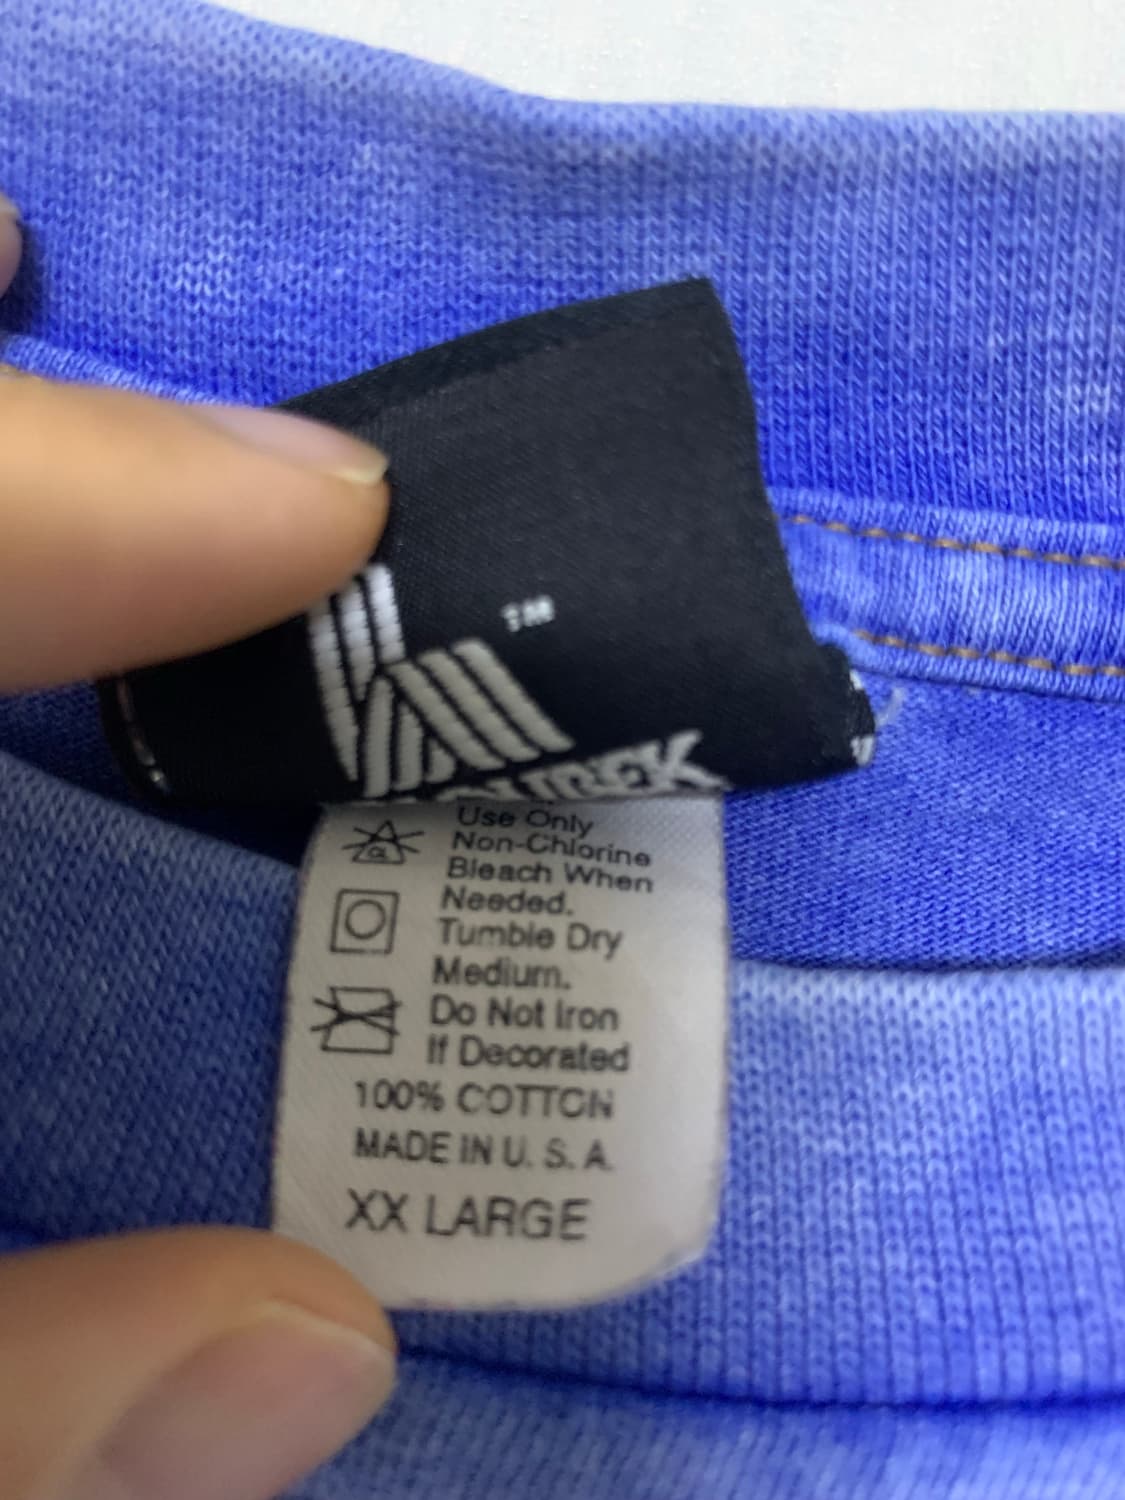 TM
Use Only
Non-Chlorine
Bleach When
Needed.
Tumble Dry
Medium.
Do Not Iron
If Decorated
100% COTTON
MADE IN U. S. A.
XX LARGE